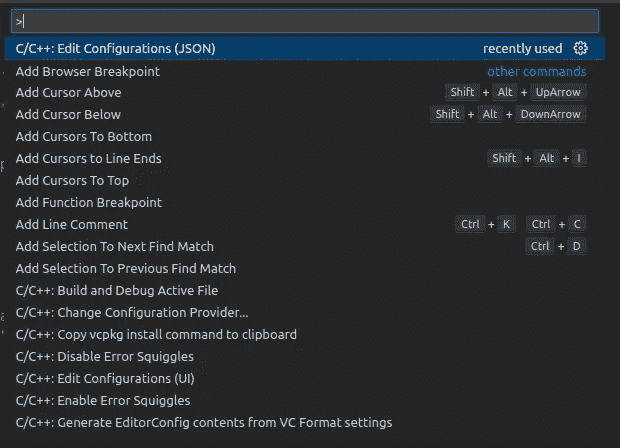 >
C/C++: Edit Configurations (JSON) recently used
Add Browser Breakpoint other commands
Add Cursor Above Shift + Alt + UpArrow
Add Cursor Below Shift + Alt + DownArrow
Add Cursors To Bottom
Add Cursors to Line Ends Shift + Alt + I
Add Cursors To Top
Add Function Breakpoint
Add Line Comment Ctrl + K Ctrl + C
Add Selection To Next Find Match Ctrl + D
Add Selection To Previous Find Match
C/C++: Build and Debug Active File
C/C++: Change Configuration Provider...
C/C++: Copy vcpkg install command to clipboard
C/C++: Disable Error Squiggles
C/C++: Edit Configurations (UI)
C/C++: Enable Error Squiggles
C/C++: Generate EditorConfig contents from VC Format settings